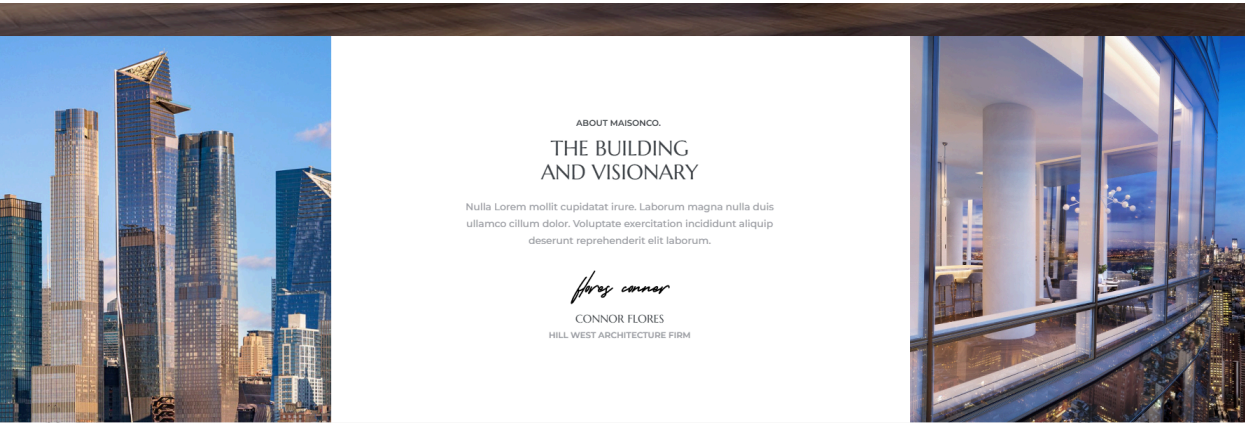 ABOUT MAISONCO.
THE BUILDING
AND VISIONARY
Nulla Lorem mollit cupidatat irure. Laborum magna nulla duis
ullamco cillum dolor. Voluptate exercitation incididunt aliquip
deserunt reprehenderit elit laborum.
flores connor
CONNOR FLORES
HILL WEST ARCHITECTURE FIRM